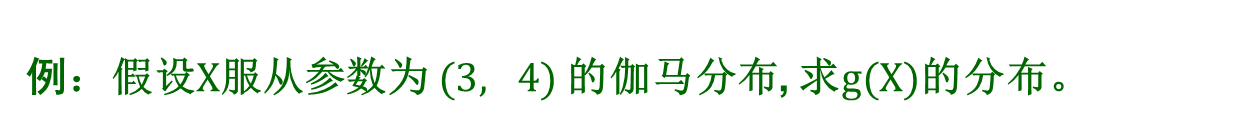 例：假设X服从参数为 (3, 4) 的伽马分布, 求g(X)的分布。